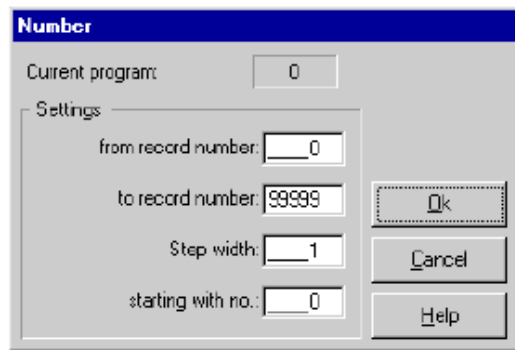 Number
Current program: 0
Settings
from record number: ____0
to record number: 99999
Step width: ____1
starting with no.: ____0
Ok
Cancel
Help